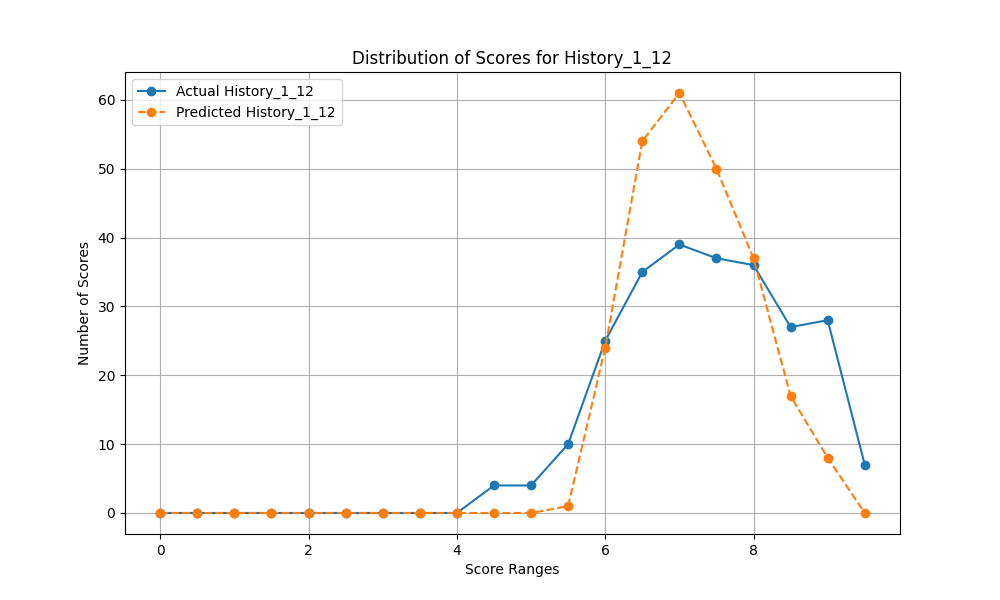 Distribution of Scores for History_1_12
Actual History_1_12
Predicted History_1_12
Number of Scores
60
50
40
30
20
10
0
0 2 4 6 8
Score Ranges